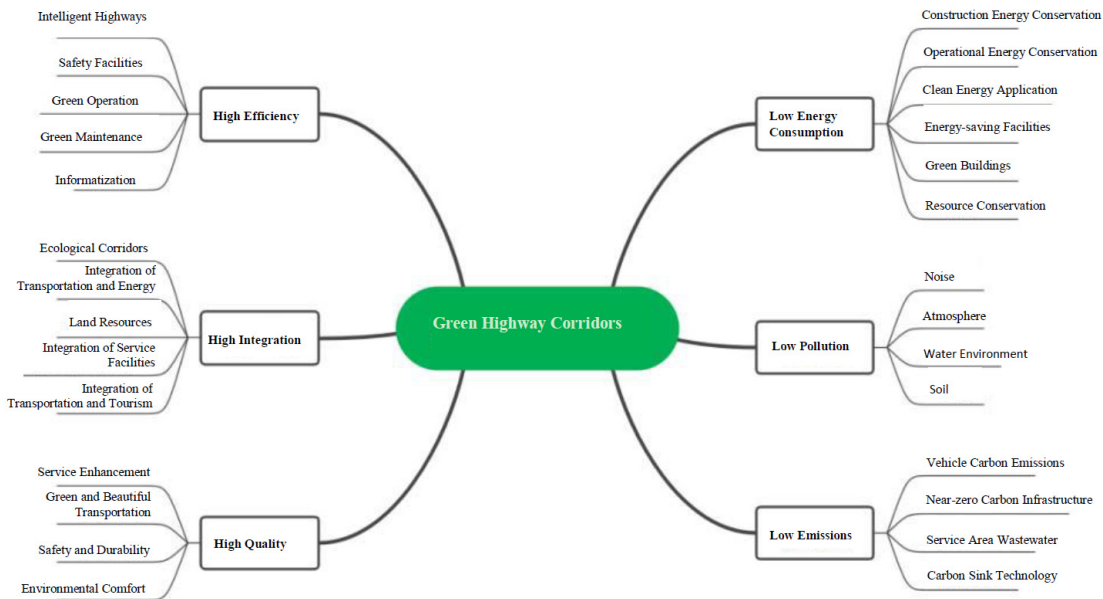 Intelligent Highways
Safety Facilities
Green Operation
Green Maintenance
Informatization
High Efficiency
Ecological Corridors
Integration of
Transportation and Energy
Land Resources
Integration of Service
Facilities
Integration of
Transportation and Tourism
High Integration
Service Enhancement
Green and Beautiful
Transportation
Safety and Durability
Environmental Comfort
High Quality
Green Highway Corridors
Low Energy
Consumption
Construction Energy Conservation
Operational Energy Conservation
Clean Energy Application
Energy-saving Facilities
Green Buildings
Resource Conservation
Low Pollution
Noise
Atmosphere
Water Environment
Soil
Low Emissions
Vehicle Carbon Emissions
Near-zero Carbon Infrastructure
Service Area Wastewater
Carbon Sink Technology